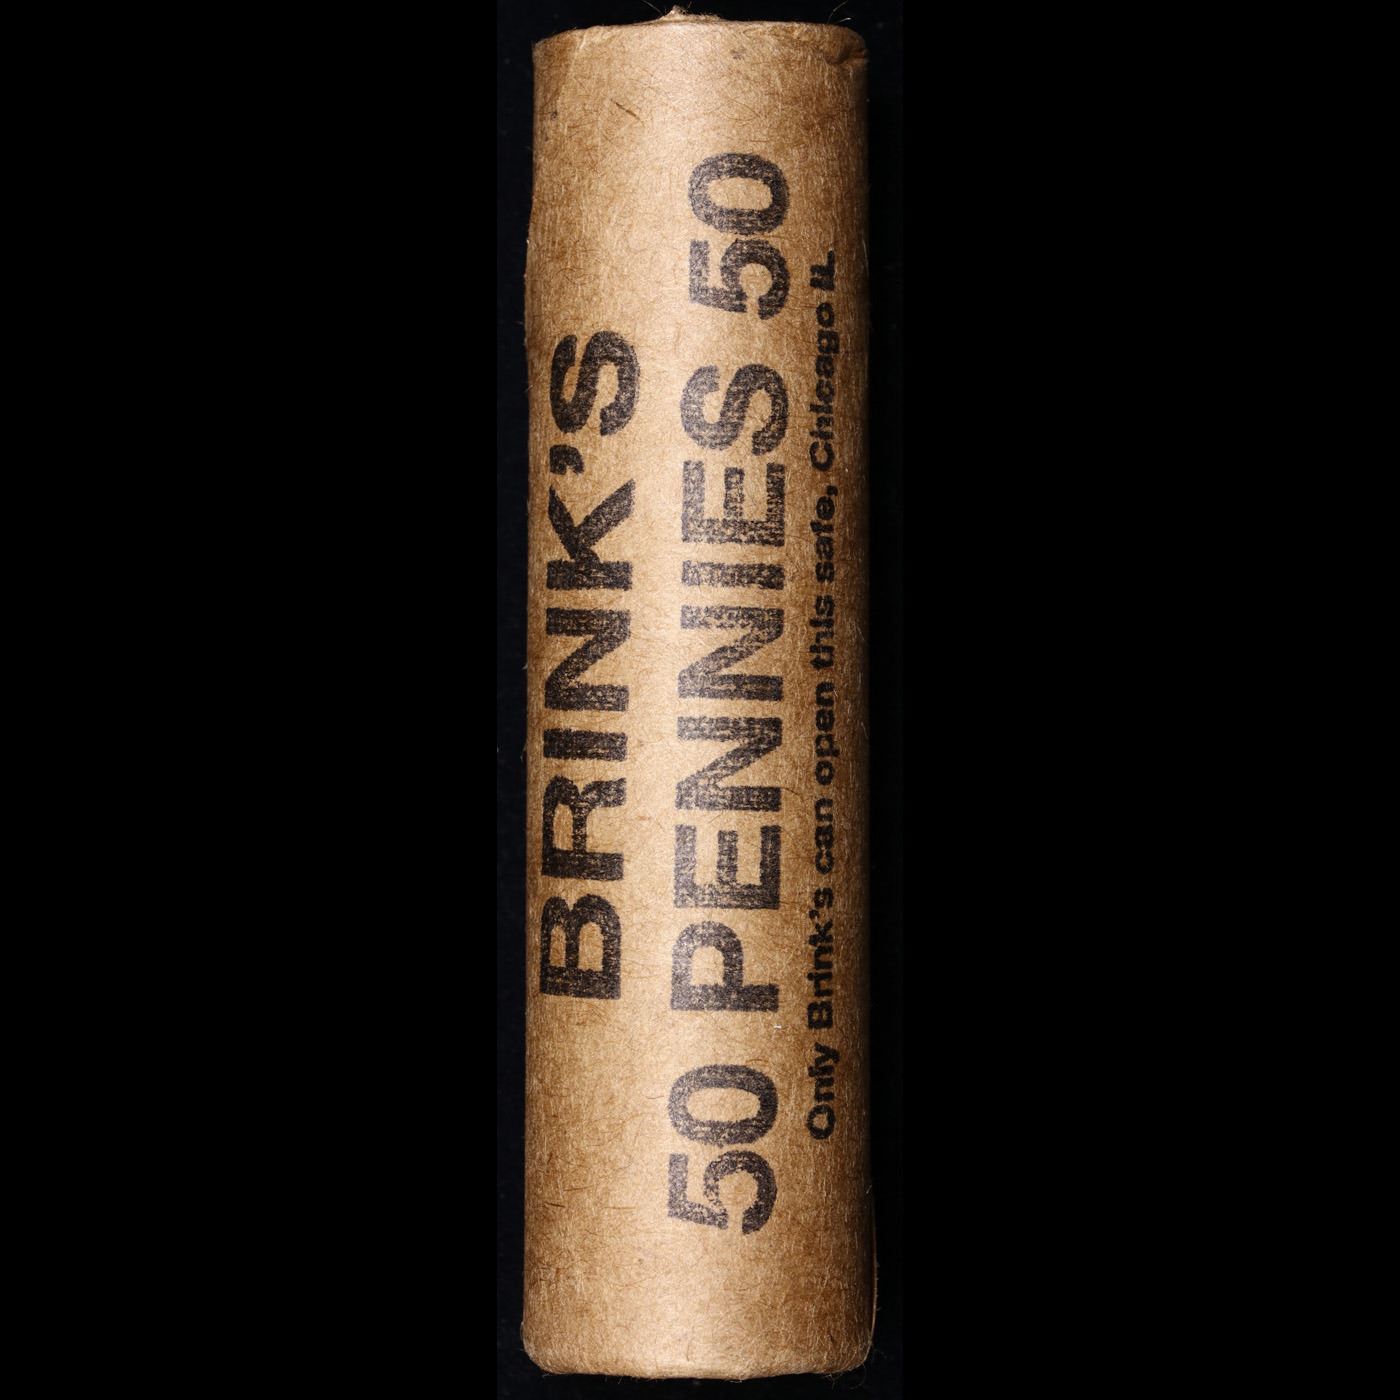 BRINK'S
50 PENNIES 50
Only Brink's can open this safe, Chicago IL